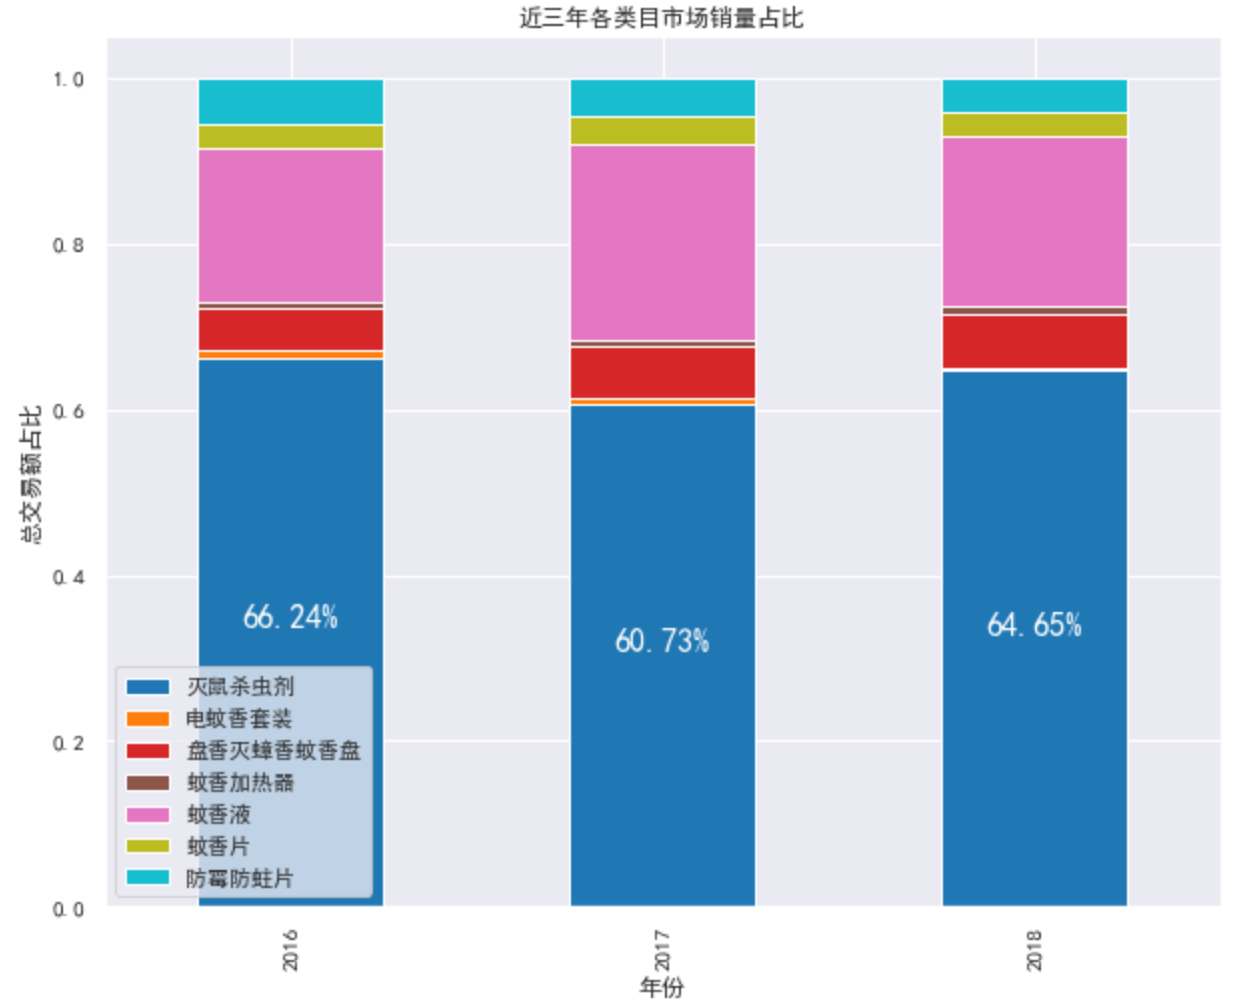 近三年各类目市场销量占比
总交易额占比
1.0
0.8
0.6
0.4
0.2
0.0
66.24%
60.73%
64.65%
灭鼠杀虫剂
电蚊香套装
盘香灭蟑香蚊香盘
蚊香加热器
蚊香液
蚊香片
防霉防蛀片
2016
2017
2018
年份